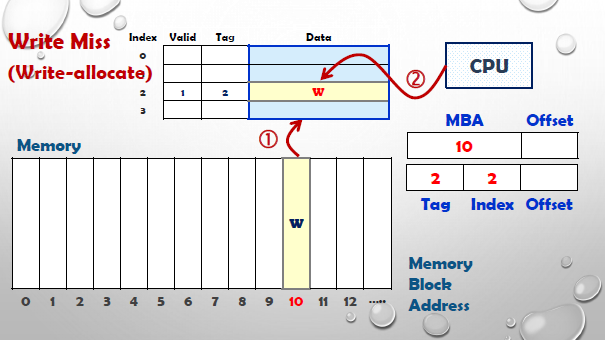 Write Miss
(Write-allocate)
Index Valid Tag Data
0
2 1 2 W
3
②
CPU
①
MBA Offset
10
2 2
Tag Index Offset
Memory
W
0 1 2 3 4 5 6 7 8 9 10 11 12 .....
Memory
Block
Address